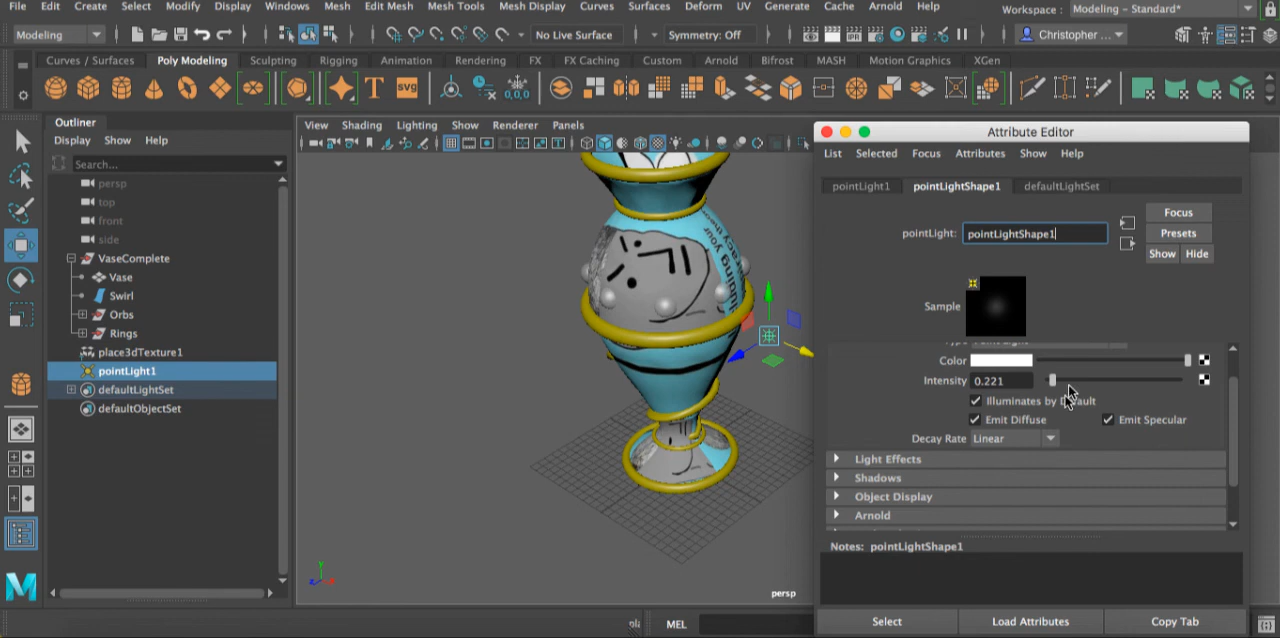 File Edit Create Select Modify Display Windows Mesh Edit Mesh Mesh Tools Mesh Display Curves Surfaces Deform UV Generate Cache Arnold Help Workspace : Modeling - Standard*
Modeling No Live Surface Symmetry: Off Christopher ...
Curves / Surfaces Poly Modeling Sculpting Rigging Animation Rendering FX FX Caching Custom Arnold Bifrost MASH Motion Graphics XGen
T SVG 0,0,0
Outliner
Display Show Help
Search...
persp
top
front
side
VaseComplete
Vase
Swirl
Orbs
Rings
place3dTexture1
pointLight1
defaultLightSet
defaultObjectSet
View Shading Lighting Show Renderer Panels
persp
MEL
Attribute Editor
List Selected Focus Attributes Show Help
pointLight1 pointLightShape1 defaultLightSet
Focus
pointLight: pointLightShape1
Presets
Show Hide
Sample
Color
Intensity 0.221
Illuminates by Default
Emit Diffuse Emit Specular
Decay Rate Linear
Light Effects
Shadows
Object Display
Arnold
Notes: pointLightShape1
Select Load Attributes Copy Tab